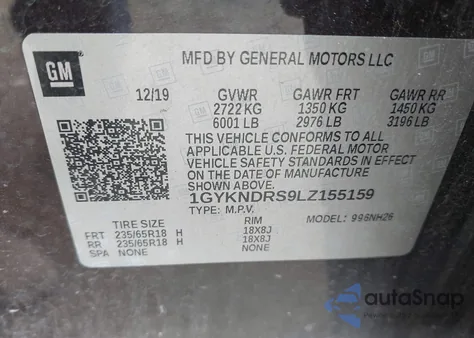 GM
MFD BY GENERAL MOTORS LLC
12/19 GVWR GAWR FRT GAWR RR
2722 KG 1350 KG 1450 KG
6001 LB 2976 LB 3196 LB
THIS VEHICLE CONFORMS TO ALL
APPLICABLE U.S. FEDERAL MOTOR
VEHICLE SAFETY STANDARDS IN EFFECT
ON THE DATE OF MANUFACTURE SHOWN ABOVE.
1GYKNDRS9LZ155159
TYPE: M.P.V. MODEL: 996NH26
TIRE SIZE RIM
FRT 235/65R18 H 18X8J
RR 235/65R18 H 18X8J
SPA NONE NONE
autoSnap